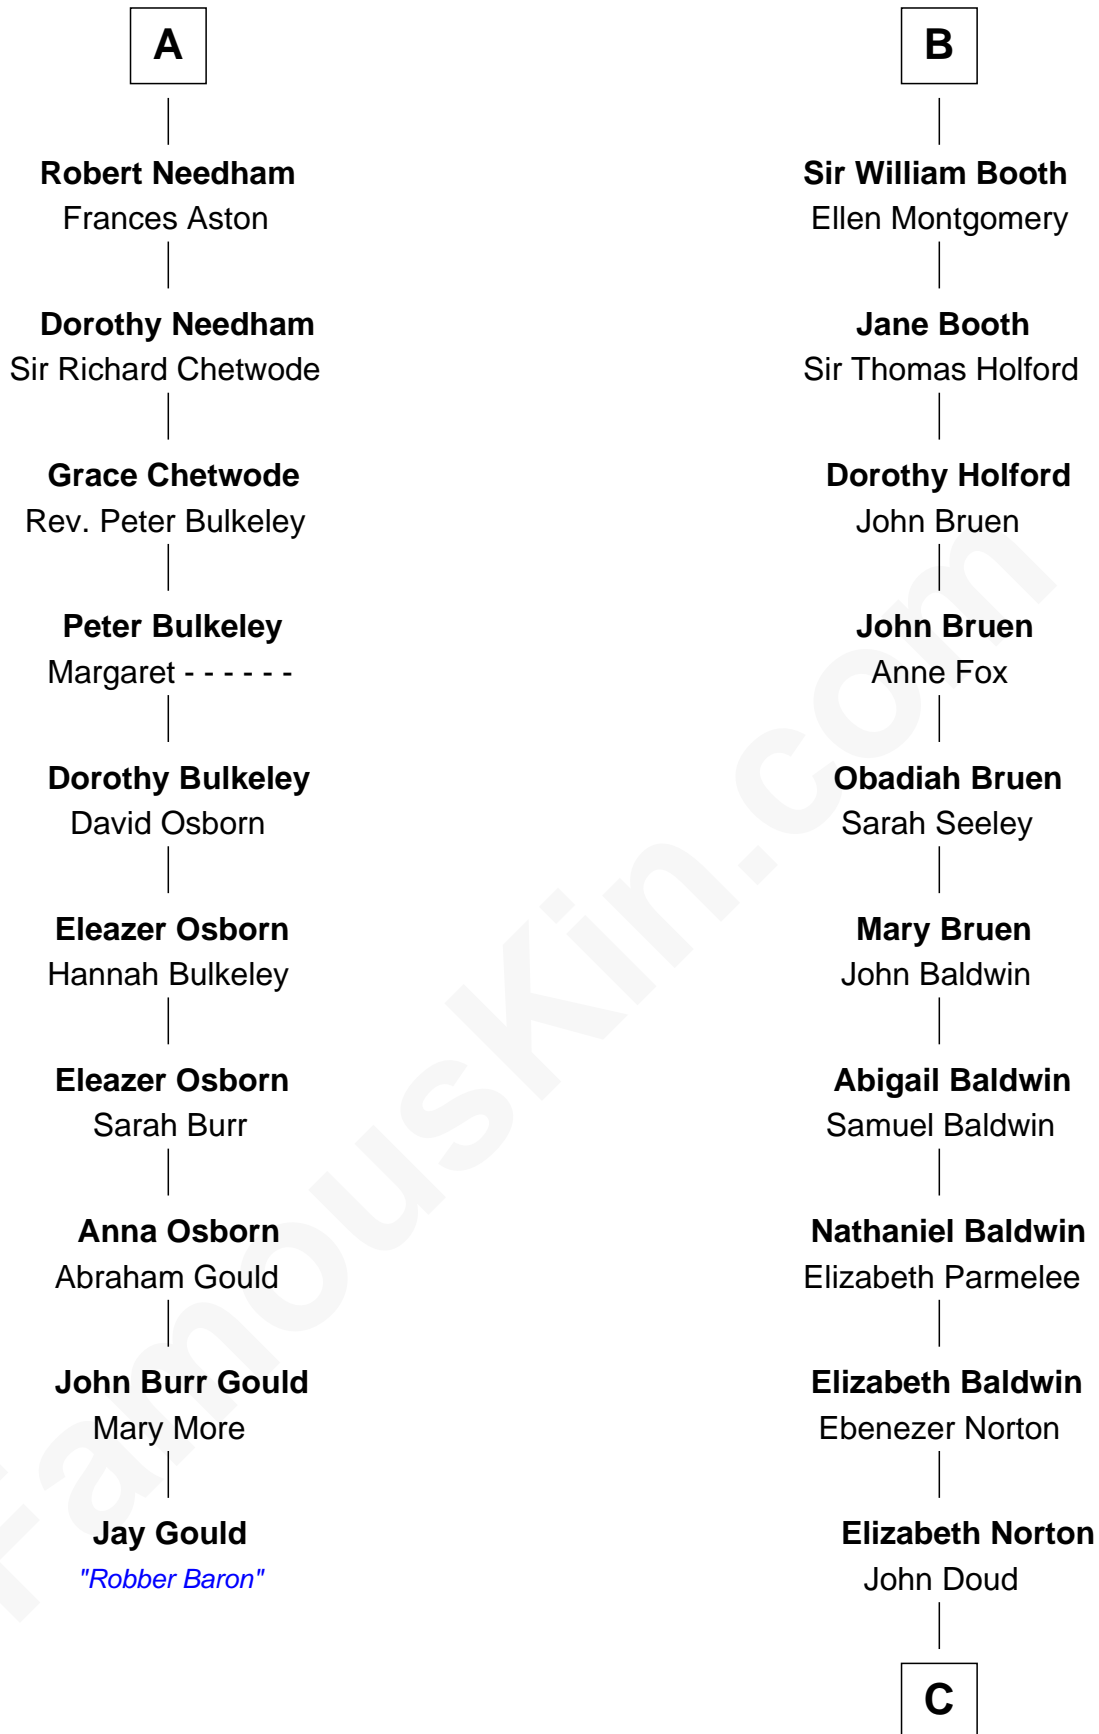 A
Robert Needham
Frances Aston
Dorothy Needham
Sir Richard Chetwode
Grace Chetwode
Rev. Peter Bulkeley
Peter Bulkeley
Margaret - - - - - -
Dorothy Bulkeley
David Osborn
Eleazer Osborn
Hannah Bulkeley
Eleazer Osborn
Sarah Burr
Anna Osborn
Abraham Gould
John Burr Gould
Mary More
Jay Gould
"Robber Baron"
B
Sir William Booth
Ellen Montgomery
Jane Booth
Sir Thomas Holford
Dorothy Holford
John Bruen
John Bruen
Anne Fox
Obadiah Bruen
Sarah Seeley
Mary Bruen
John Baldwin
Abigail Baldwin
Samuel Baldwin
Nathaniel Baldwin
Elizabeth Parmelee
Elizabeth Baldwin
Ebenezer Norton
Elizabeth Norton
John Doud
C
FamousKin.com